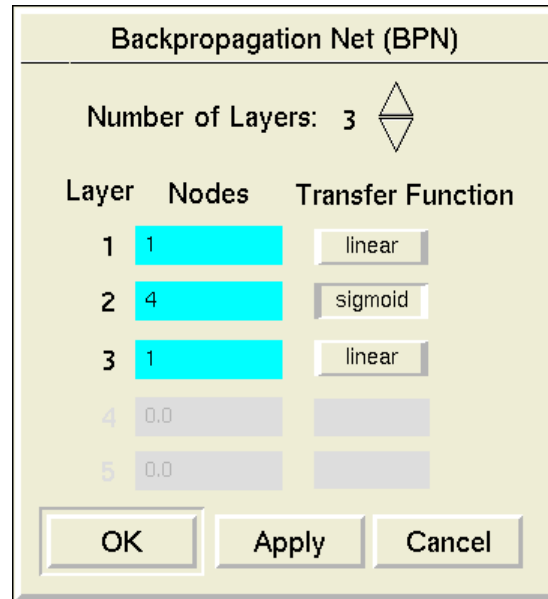 Backpropagation Net (BPN)
Number of Layers: 3
Layer Nodes Transfer Function
1 1 linear
2 4 sigmoid
3 1 linear
4 0.0
5 0.0
OK Apply Cancel